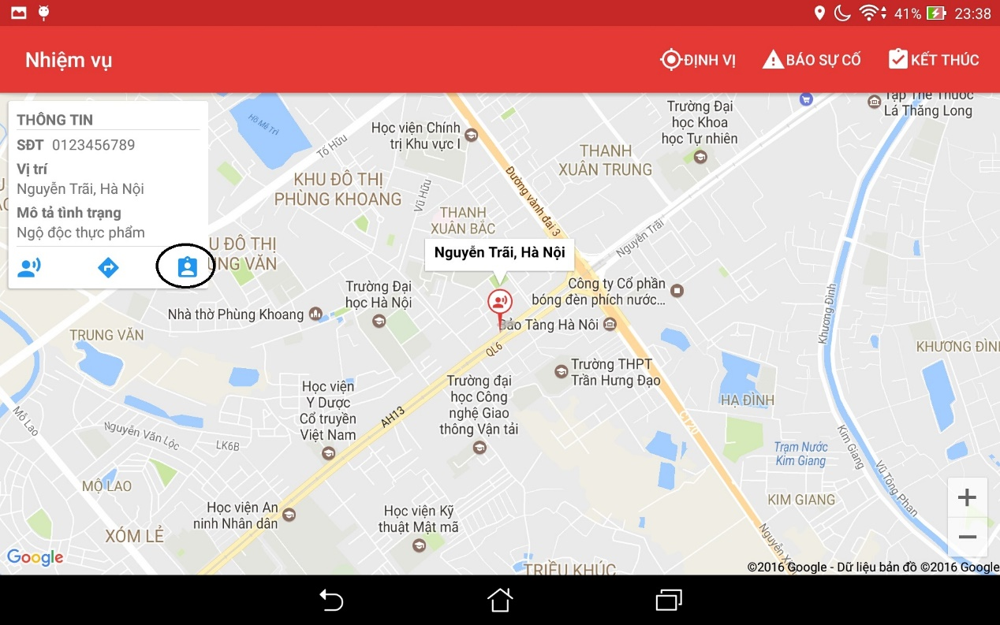 41% 23:38
Nhiệm vụ
ĐỊNH VỊ
BÁO SỰ CỐ
KẾT THÚC
THÔNG TIN
SĐT 0123456789
Vị trí
Nguyễn Trãi, Hà Nội
Mô tả tình trạng
Ngộ độc thực phẩm
Hồ Mễ Trì
Tố Hữu
Học viện Chính
trị Khu vực I
KHU ĐÔ THỊ
PHÙNG KHOANG
Vũ Hữu
THANH
XUÂN BẮC
Đường vành đai 3
THANH
XUÂN TRUNG
Trường Đại
học Khoa
học Tự nhiên
Tập Thể Thuốc
Lá Thăng Long
U ĐÔ THỊ
UNG VĂN
Nguyễn Trãi, Hà Nội
Nguyễn Trãi
Trường Đại
học Hà Nội
Công ty Cổ phần
bóng đèn phích nước...
Nhà thờ Phùng Khoang
Bảo Tàng Hà Nôi
QL6
TRUNG VĂN
Khương Đình
KHƯƠNG ĐÌNH
Trường THPT
Trần Hưng Đạo
Học viện
Y Dược
Cổ truyền
Việt Nam
Trường đại
học Công
nghệ Giao
thông Vận tải
AH13
HẠ ĐÌNH
CT20
Mỗ Lao
Nguyễn Văn Lộc
LK6B
Trạm Nước
Kim Giang
Kim Giang
Vũ Tông Phan
MỘ LAO
KIM GIANG
Học viện An
ninh Nhân dân
Học viện Kỹ
thuật Mật mã
XÓM LẺ
Nguyễn Xi
TRIỀU KHÚC
Google
©2016 Google - Dữ liệu bản đồ ©2016 Google